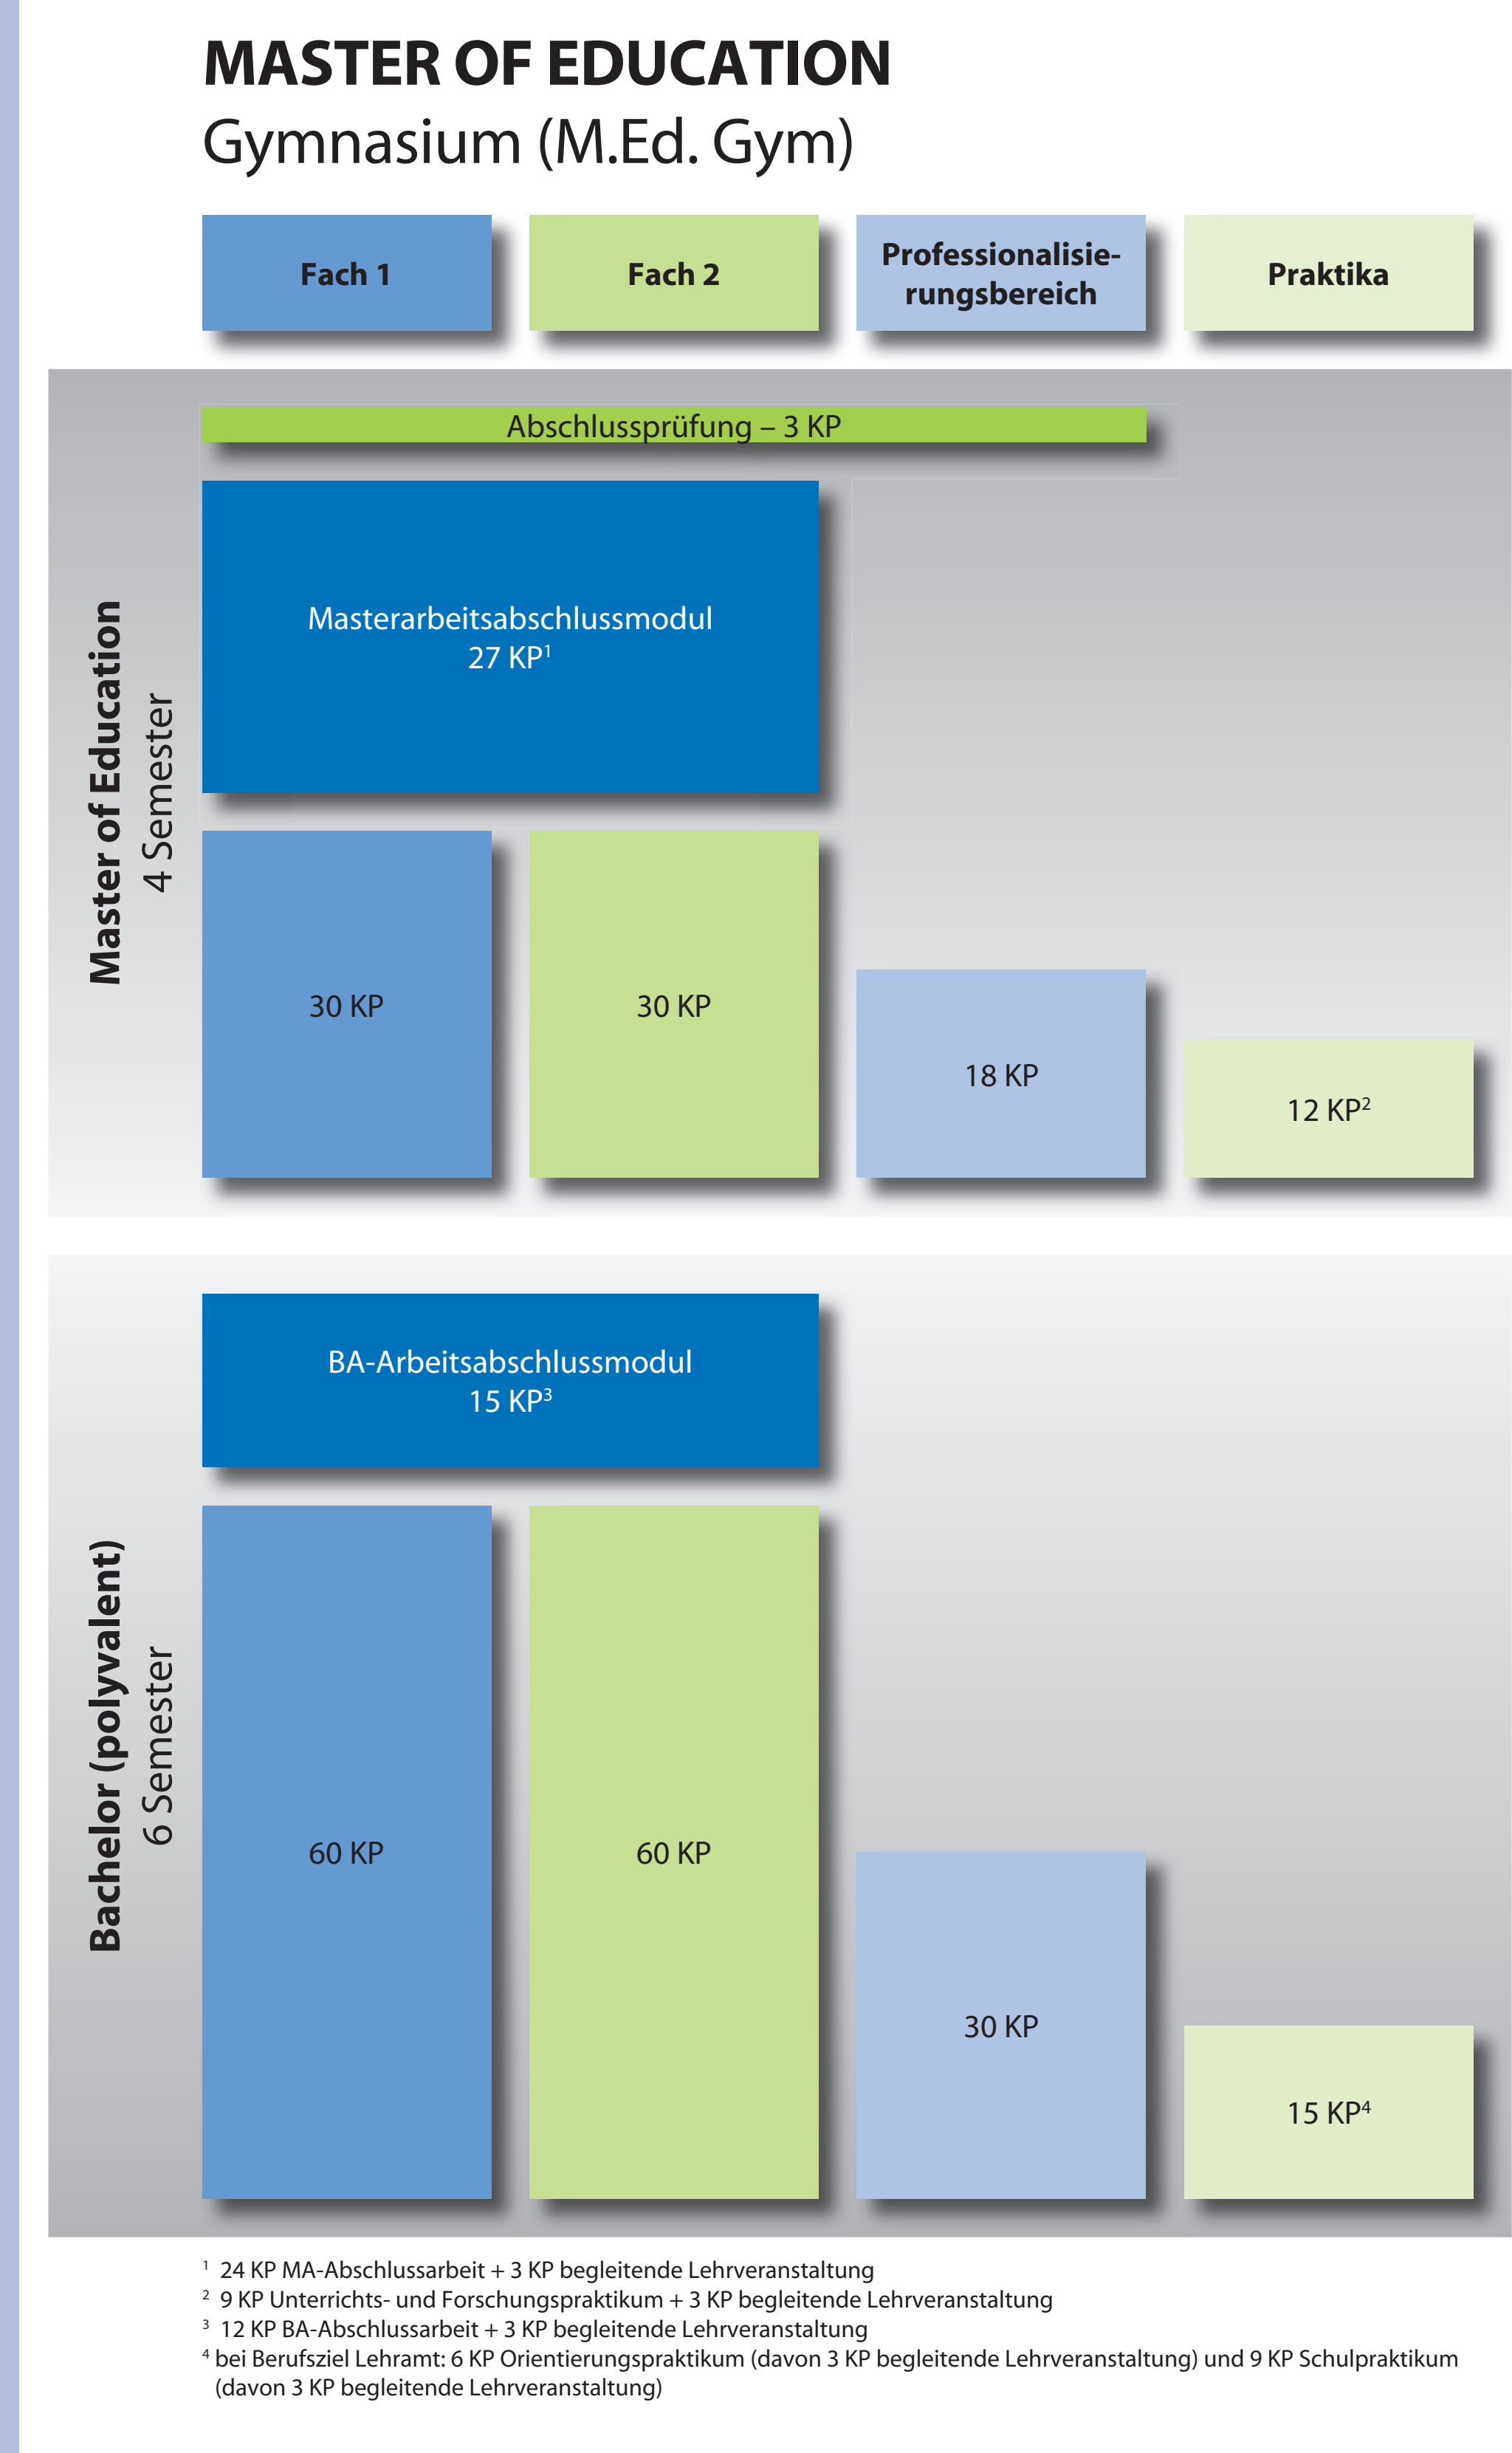 MASTER OF EDUCATION
Gymnasium (M.Ed. Gym)
Fach 1
Fach 2
Professionalisie-
rungsbereich
Praktika
Master of Education
4 Semester
Abschlussprüfung – 3 KP
Masterarbeitsabschlussmodul
27 KP¹
30 KP
30 KP
18 KP
12 KP²
Bachelor (polyvalent)
6 Semester
BA-Arbeitsabschlussmodul
15 KP³
60 KP
60 KP
30 KP
15 KP⁴
¹ 24 KP MA-Abschlussarbeit + 3 KP begleitende Lehrveranstaltung
² 9 KP Unterrichts- und Forschungspraktikum + 3 KP begleitende Lehrveranstaltung
³ 12 KP BA-Abschlussarbeit + 3 KP begleitende Lehrveranstaltung
⁴ bei Berufsziel Lehramt: 6 KP Orientierungspraktikum (davon 3 KP begleitende Lehrveranstaltung) und 9 KP Schulpraktikum
(davon 3 KP begleitende Lehrveranstaltung)